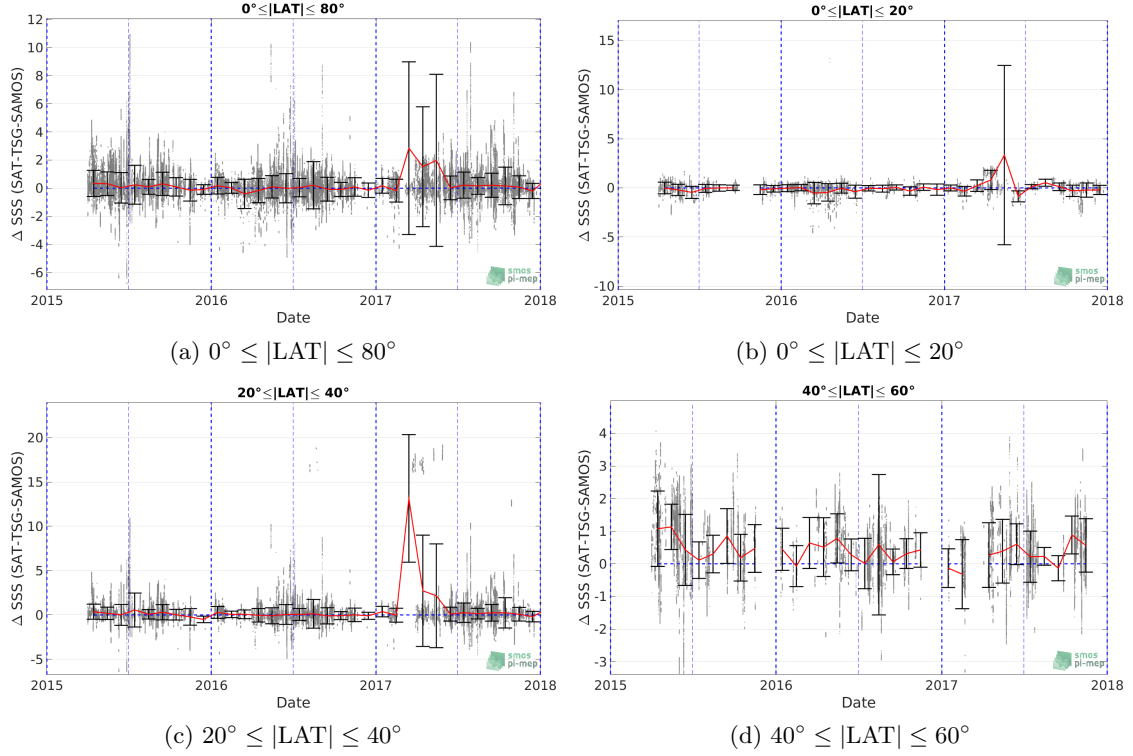 0°≤|LAT|≤ 80°
Δ SSS (SAT-TSG-SAMOS)
12
10
8
6
4
2
0
-2
-4
-6
2015
2016
2017
2018
Date
smos
pi-mep
(a) 0° ≤ |LAT| ≤ 80°
0°≤|LAT|≤ 20°
Δ SSS (SAT-TSG-SAMOS)
15
10
5
0
-5
-10
2015
2016
2017
2018
Date
smos
pi-mep
(b) 0° ≤ |LAT| ≤ 20°
20°≤|LAT|≤ 40°
Δ SSS (SAT-TSG-SAMOS)
20
15
10
5
0
-5
2015
2016
2017
2018
Date
smos
pi-mep
(c) 20° ≤ |LAT| ≤ 40°
40°≤|LAT|≤ 60°
Δ SSS (SAT-TSG-SAMOS)
4
3
2
1
0
-1
-2
-3
2015
2016
2017
2018
Date
smos
pi-mep
(d) 40° ≤ |LAT| ≤ 60°